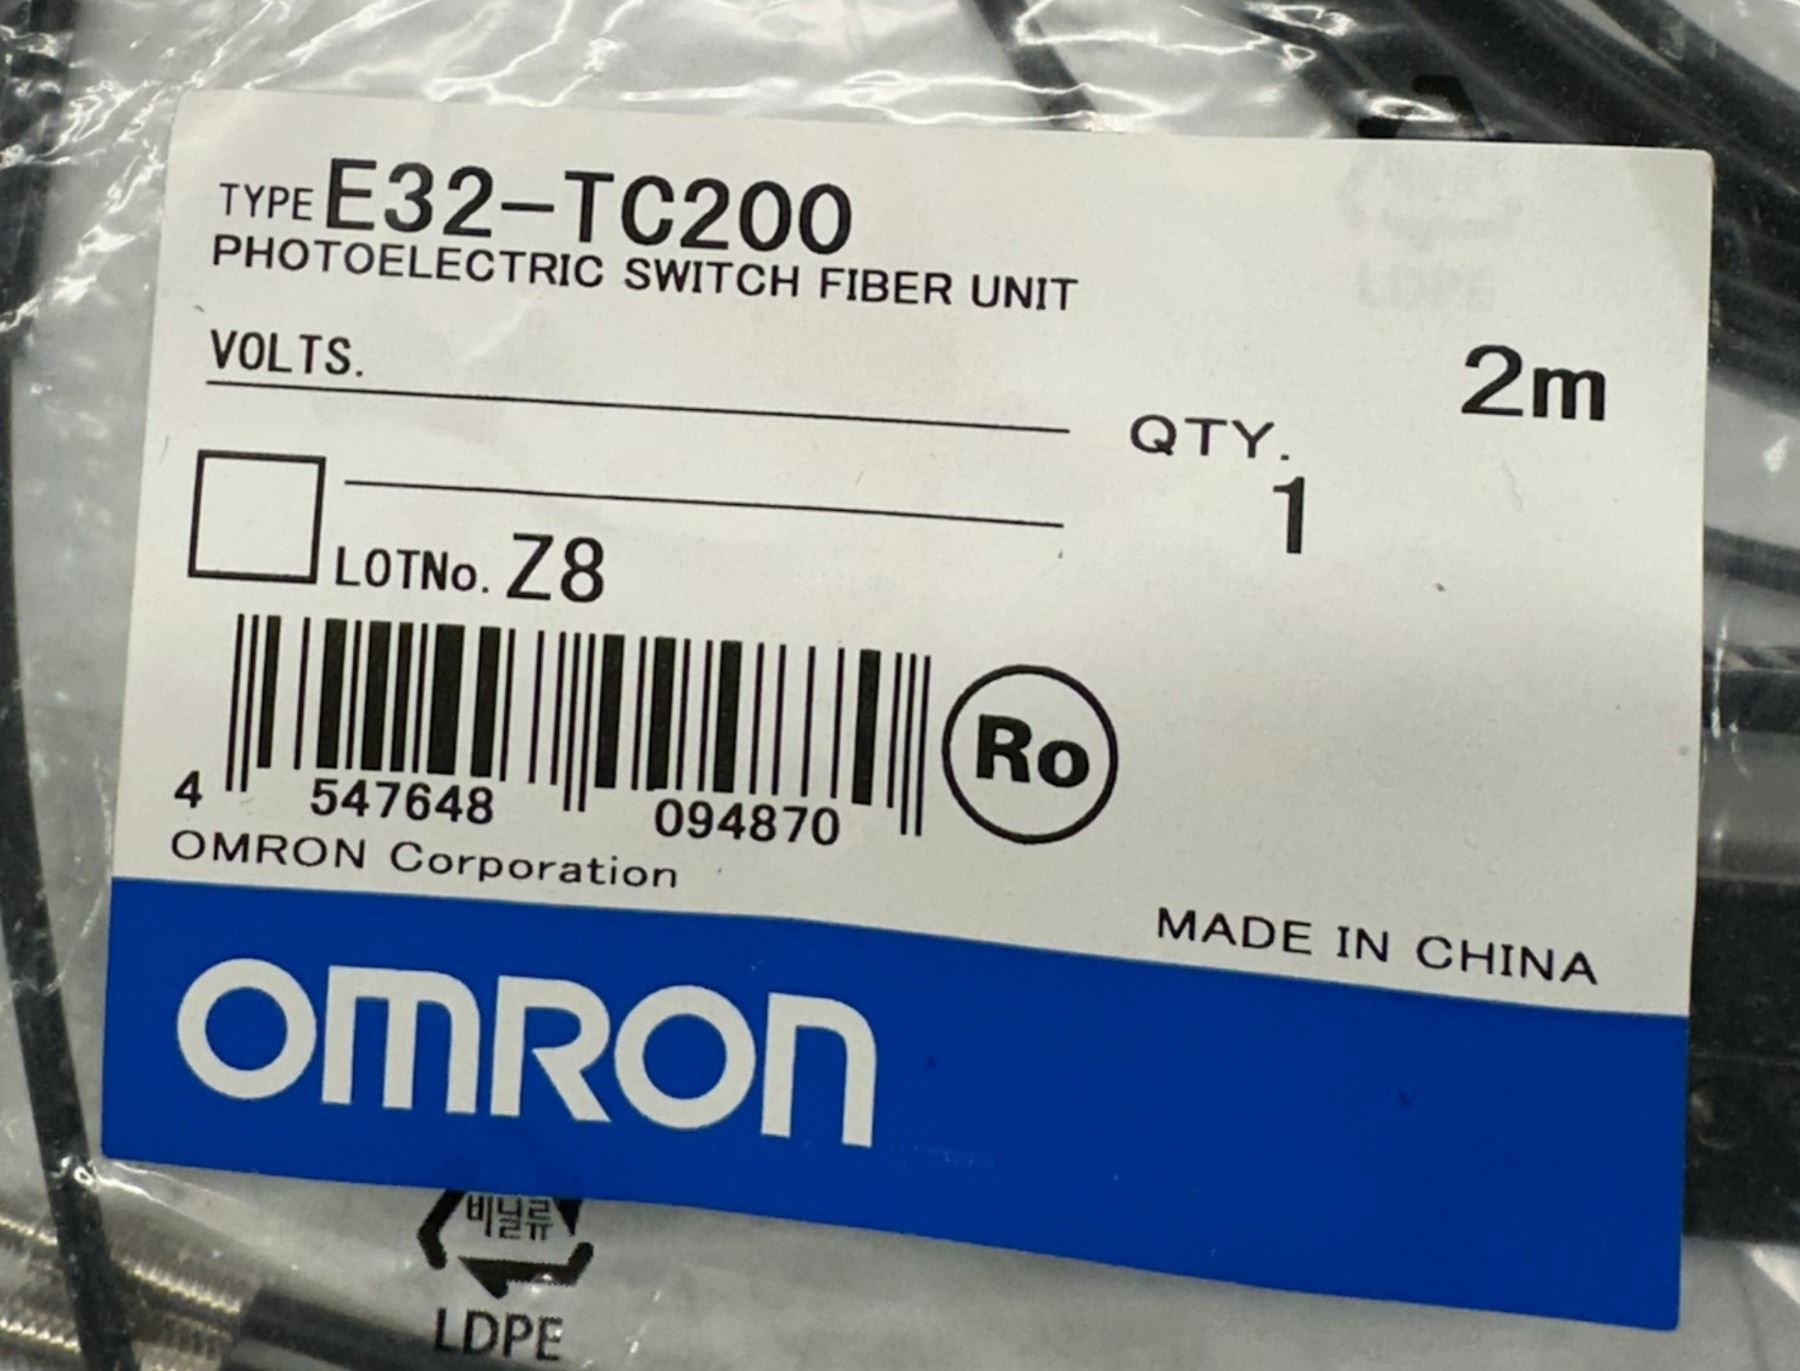 TYPE E32-TC200
PHOTOELECTRIC SWITCH FIBER UNIT
VOLTS.
2m
QTY.
1
LOTNo. Z8
4 547648 094870
Ro
OMRON Corporation
MADE IN CHINA
OMRON
비닐류
LDPE
LDPE